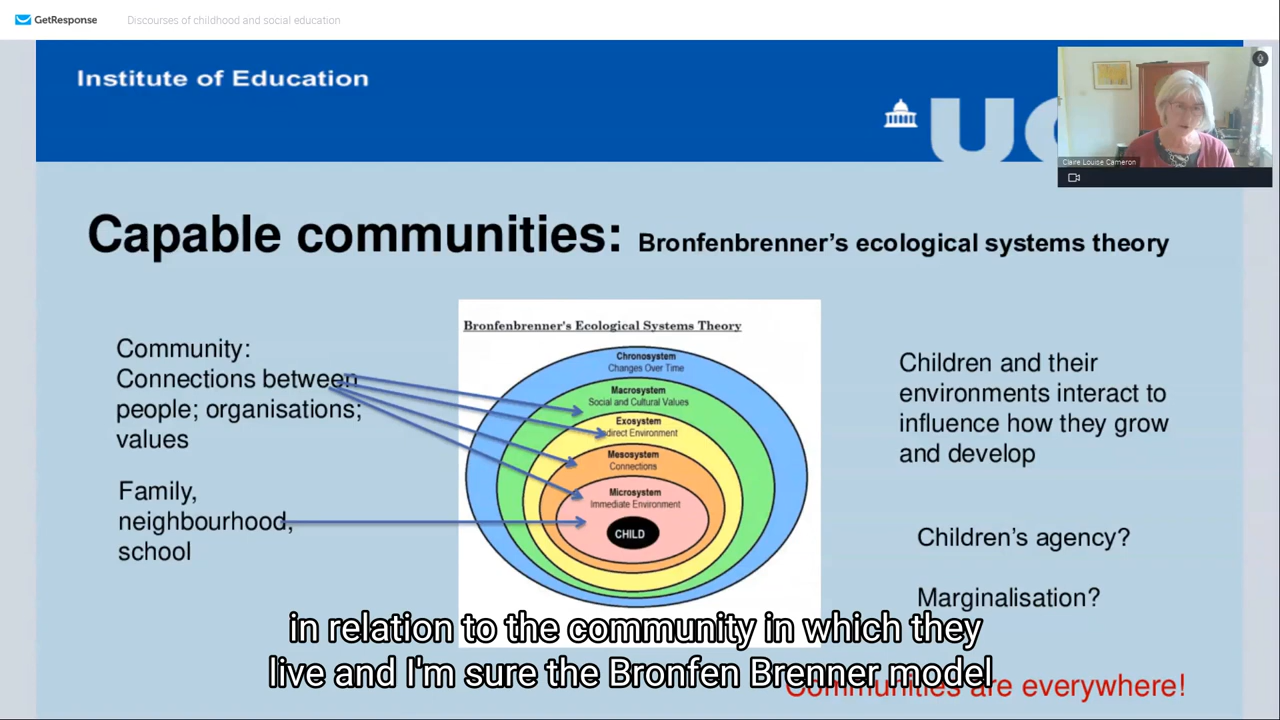 GetResponse
Discourses of childhood and social education
Institute of Education
UC
Claire Louise Cameron
Capable communities: Bronfenbrenner's ecological systems theory
Community:
Connections between
people; organisations;
values
Family,
neighbourhood,
school
Bronfenbrenner's Ecological Systems Theory
Chronosystem
Changes Over Time
Macrosystem
Social and Cultural Values
Exosystem
Indirect Environment
Mesosystem
Connections
Microsystem
Immediate Environment
CHILD
Children and their
environments interact to
influence how they grow
and develop
Children's agency?
Marginalisation?
Communities are everywhere!
in relation to the community in which they
live and I'm sure the Bronfen Brenner model